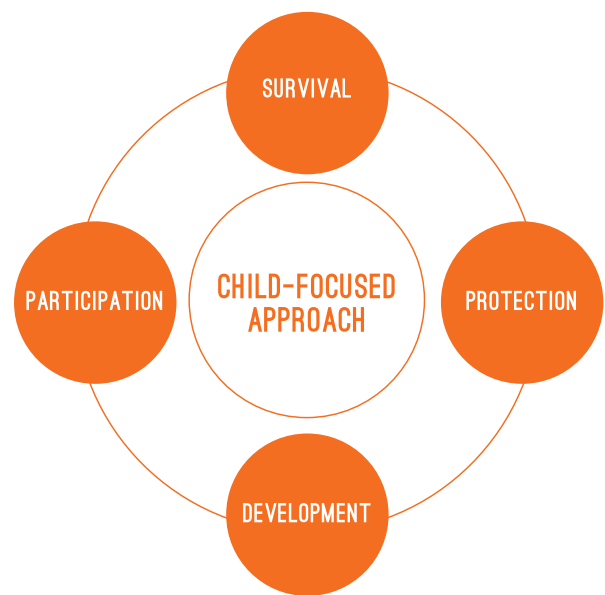 SURVIVAL
PARTICIPATION
CHILD-FOCUSED
APPROACH
PROTECTION
DEVELOPMENT